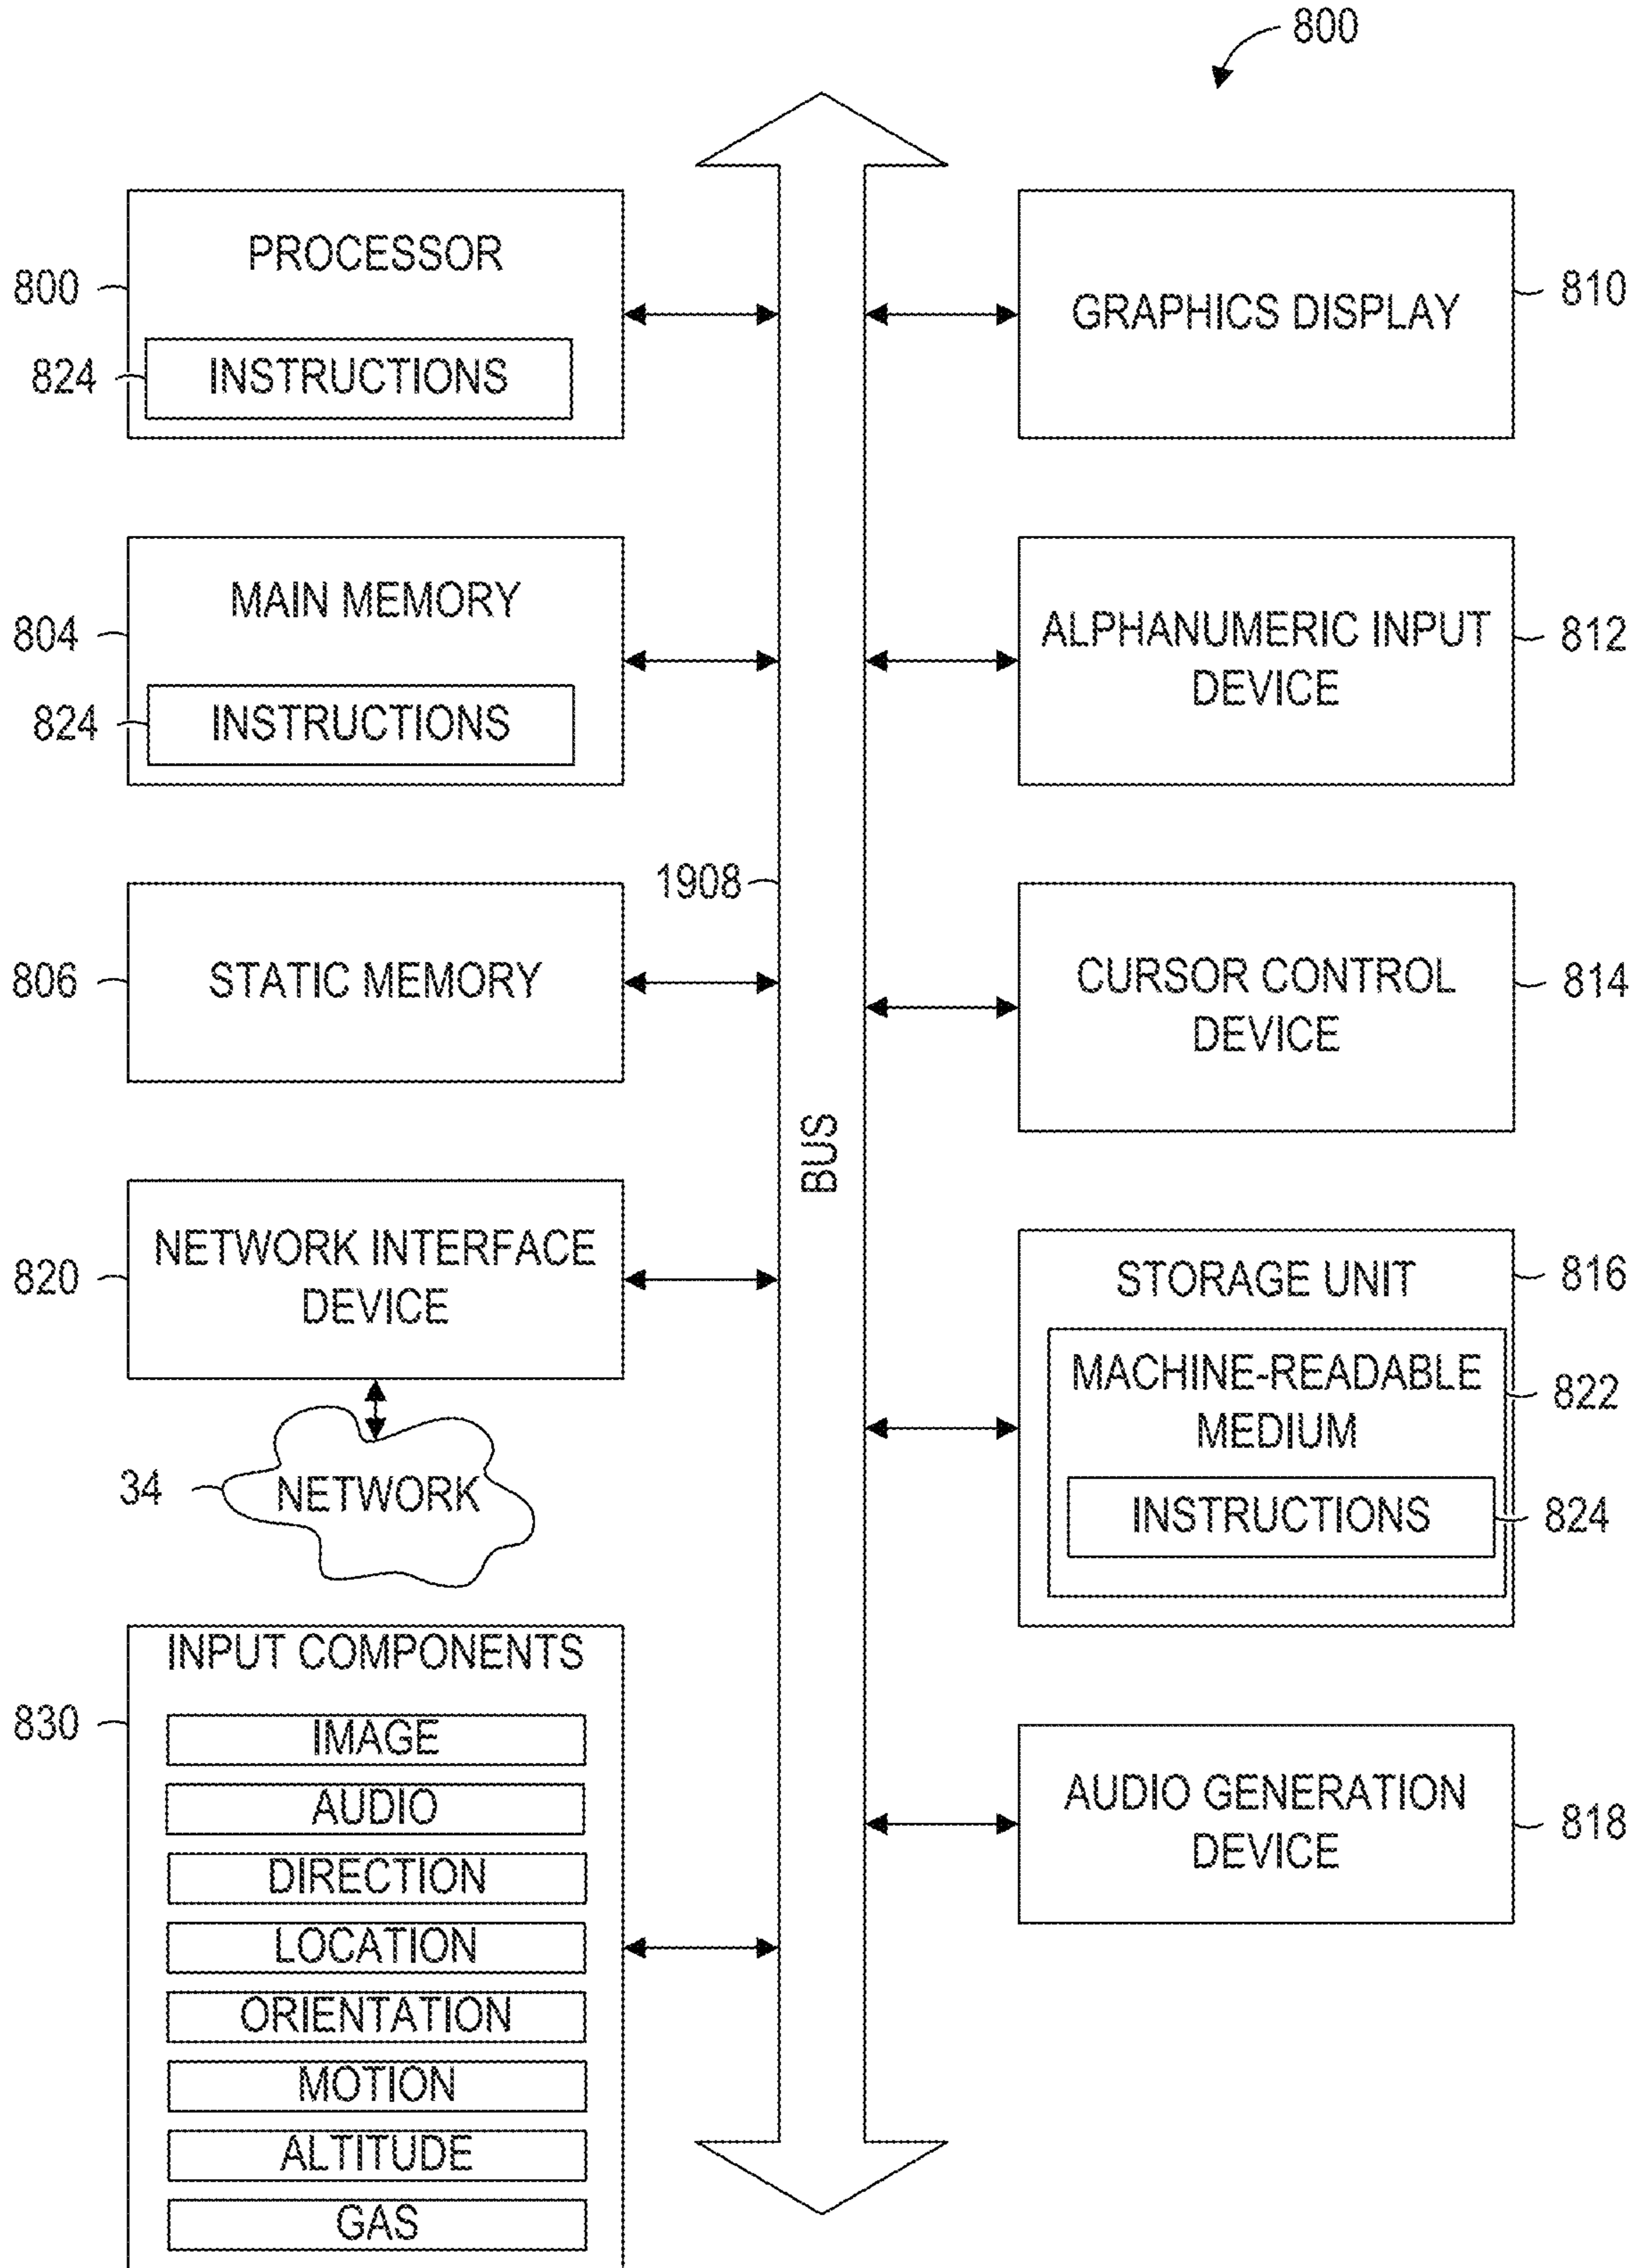 800
PROCESSOR
800
824
INSTRUCTIONS
MAIN MEMORY
804
824
INSTRUCTIONS
1908
STATIC MEMORY
806
BUS
NETWORK INTERFACE
DEVICE
820
NETWORK
34
INPUT COMPONENTS
830
IMAGE
AUDIO
DIRECTION
LOCATION
ORIENTATION
MOTION
ALTITUDE
GAS
GRAPHICS DISPLAY
810
ALPHANUMERIC INPUT
DEVICE
812
CURSOR CONTROL
DEVICE
814
STORAGE UNIT
816
MACHINE-READABLE
MEDIUM
822
INSTRUCTIONS
824
AUDIO GENERATION
DEVICE
818